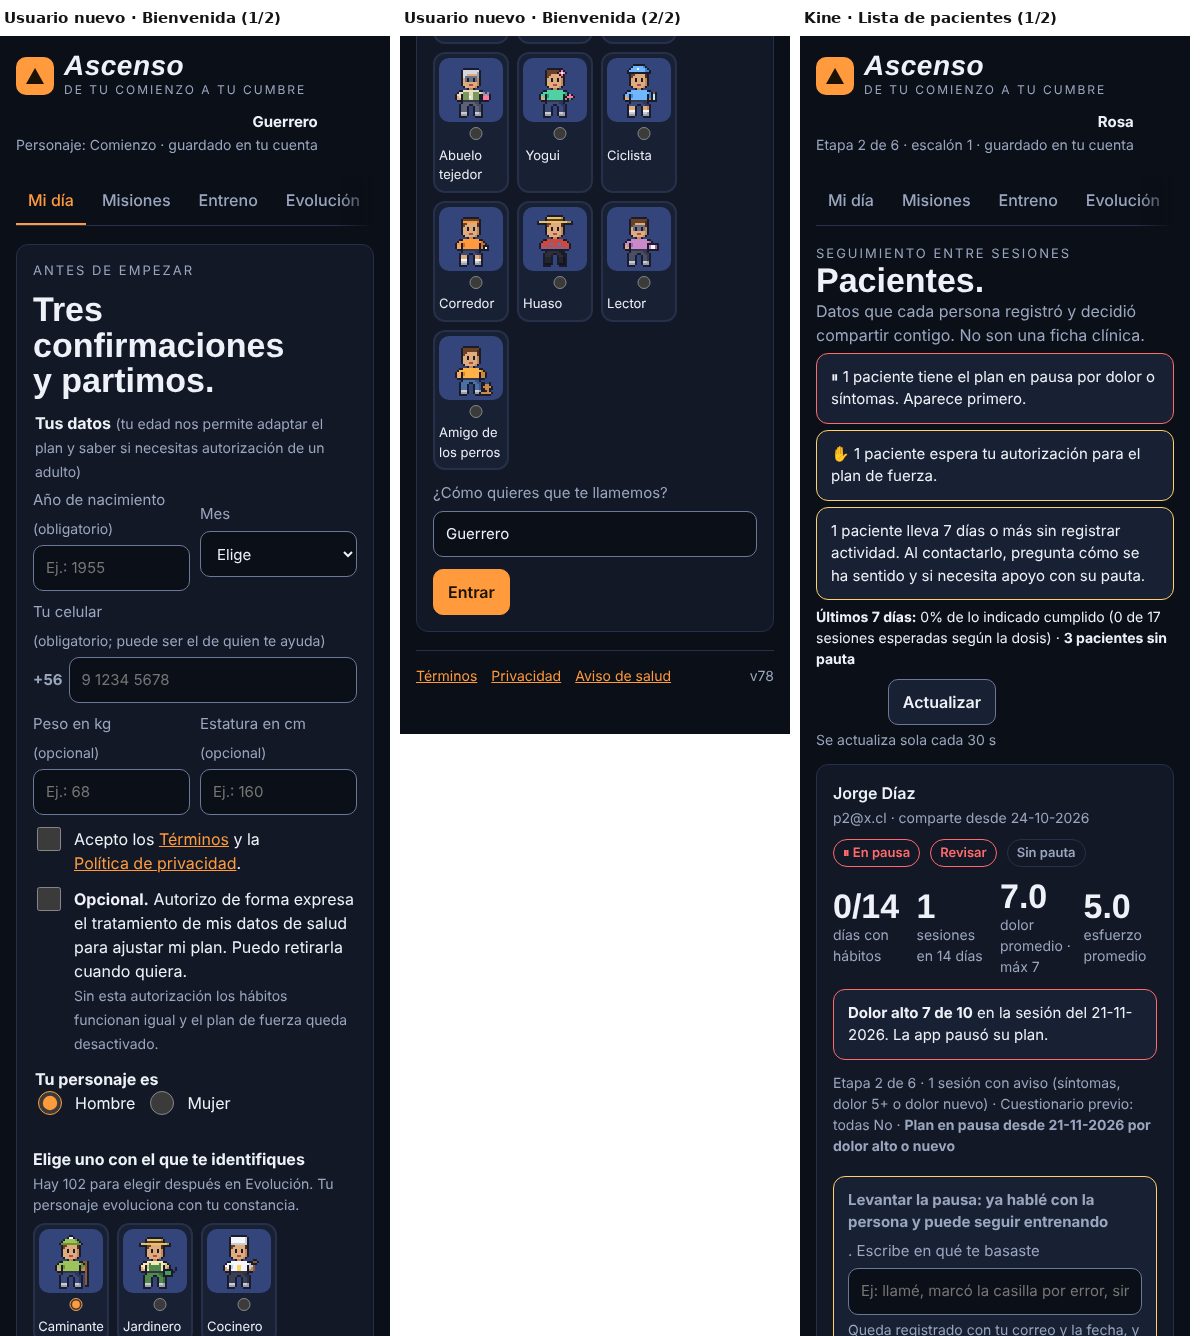 Usuario nuevo · Bienvenida (1/2)
Ascenso
DE TU COMIENZO A TU CUMBRE
Guerrero
Personaje: Comienzo · guardado en tu cuenta
Mi día Misiones Entreno Evolución
ANTES DE EMPEZAR
Tres
confirmaciones
y partimos.
Tus datos (tu edad nos permite adaptar el
plan y saber si necesitas autorización de un
adulto)
Año de nacimiento
(obligatorio)
Mes
Ej.: 1955
Elige
Tu celular
(obligatorio; puede ser el de quien te ayuda)
+56 9 1234 5678
Peso en kg
(opcional)
Estatura en cm
(opcional)
Ej.: 68
Ej.: 160
Acepto los Términos y la
Política de privacidad.
Opcional. Autorizo de forma expresa
el tratamiento de mis datos de salud
para ajustar mi plan. Puedo retirarla
cuando quiera.
Sin esta autorización los hábitos
funcionan igual y el plan de fuerza queda
desactivado.
Tu personaje es
Hombre Mujer
Elige uno con el que te identifiques
Hay 102 para elegir después en Evolución. Tu
personaje evoluciona con tu constancia.
Caminante Jardinero Cocinero
Usuario nuevo · Bienvenida (2/2)
Abuelo
tejedor
Yogui
Ciclista
Corredor Huaso Lector
Amigo de
los perros
¿Cómo quieres que te llamemos?
Guerrero
Entrar
Términos Privacidad Aviso de salud v78
Kine · Lista de pacientes (1/2)
Ascenso
DE TU COMIENZO A TU CUMBRE
Rosa
Etapa 2 de 6 · escalón 1 · guardado en tu cuenta
Mi día Misiones Entreno Evolución
SEGUIMIENTO ENTRE SESIONES
Pacientes.
Datos que cada persona registró y decidió
compartir contigo. No son una ficha clínica.
⏸ 1 paciente tiene el plan en pausa por dolor o
síntomas. Aparece primero.
✋ 1 paciente espera tu autorización para el
plan de fuerza.
1 paciente lleva 7 días o más sin registrar
actividad. Al contactarlo, pregunta cómo se
ha sentido y si necesita apoyo con su pauta.
Últimos 7 días: 0% de lo indicado cumplido (0 de 17
sesiones esperadas según la dosis) · 3 pacientes sin
pauta
Actualizar
Se actualiza sola cada 30 s
Jorge Díaz
p2@x.cl · comparte desde 24-10-2026
⏸ En pausa Revisar Sin pauta
0/14
días con
hábitos
1
sesiones
en 14 días
7.0
dolor
promedio ·
máx 7
5.0
esfuerzo
promedio
Dolor alto 7 de 10 en la sesión del 21-11-
2026. La app pausó su plan.
Etapa 2 de 6 · 1 sesión con aviso (síntomas,
dolor 5+ o dolor nuevo) · Cuestionario previo:
todas No · Plan en pausa desde 21-11-2026 por
dolor alto o nuevo
Levantar la pausa: ya hablé con la
persona y puede seguir entrenando
. Escribe en qué te basaste
Ej: llamé, marcó la casilla por error, sir
Queda registrado con tu correo y la fecha, y